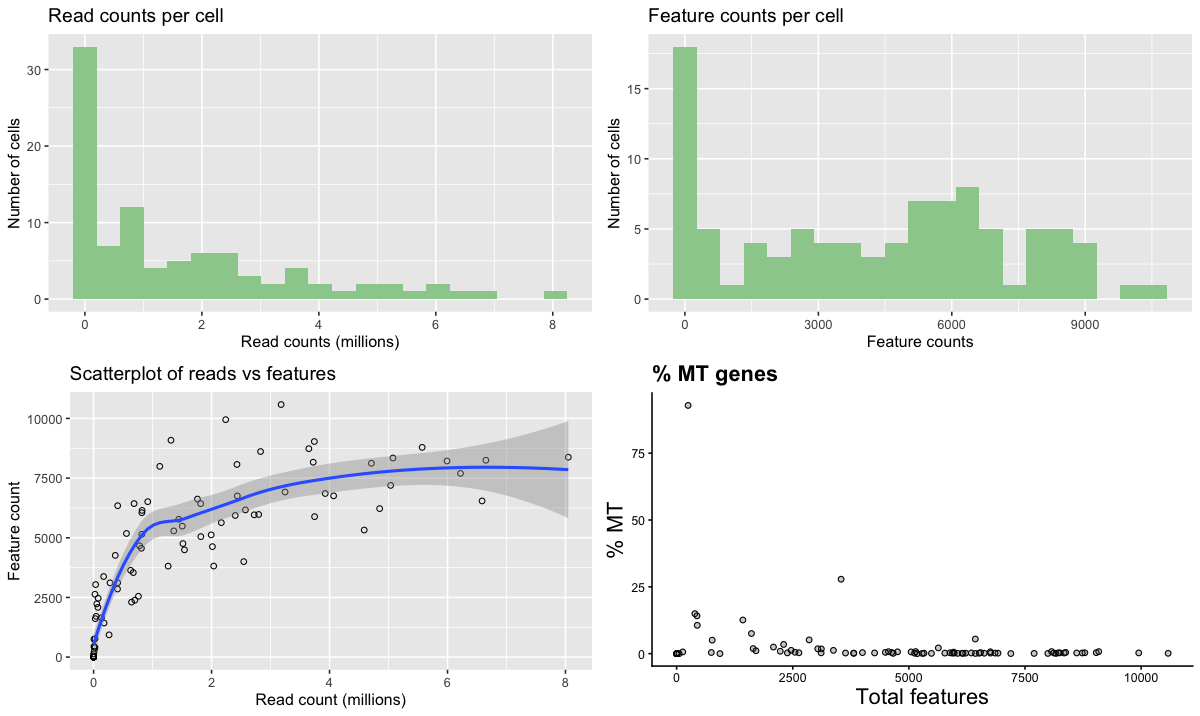 Read counts per cell
Number of cells
30
20
10
0
0 2 4 6 8
Read counts (millions)
Feature counts per cell
Number of cells
15
10
5
0
0 3000 6000 9000
Feature counts
Scatterplot of reads vs features
Feature count
10000
7500
5000
2500
0
0 2 4 6 8
Read count (millions)
% MT genes
% MT
75
50
25
0
0 2500 5000 7500 10000
Total features